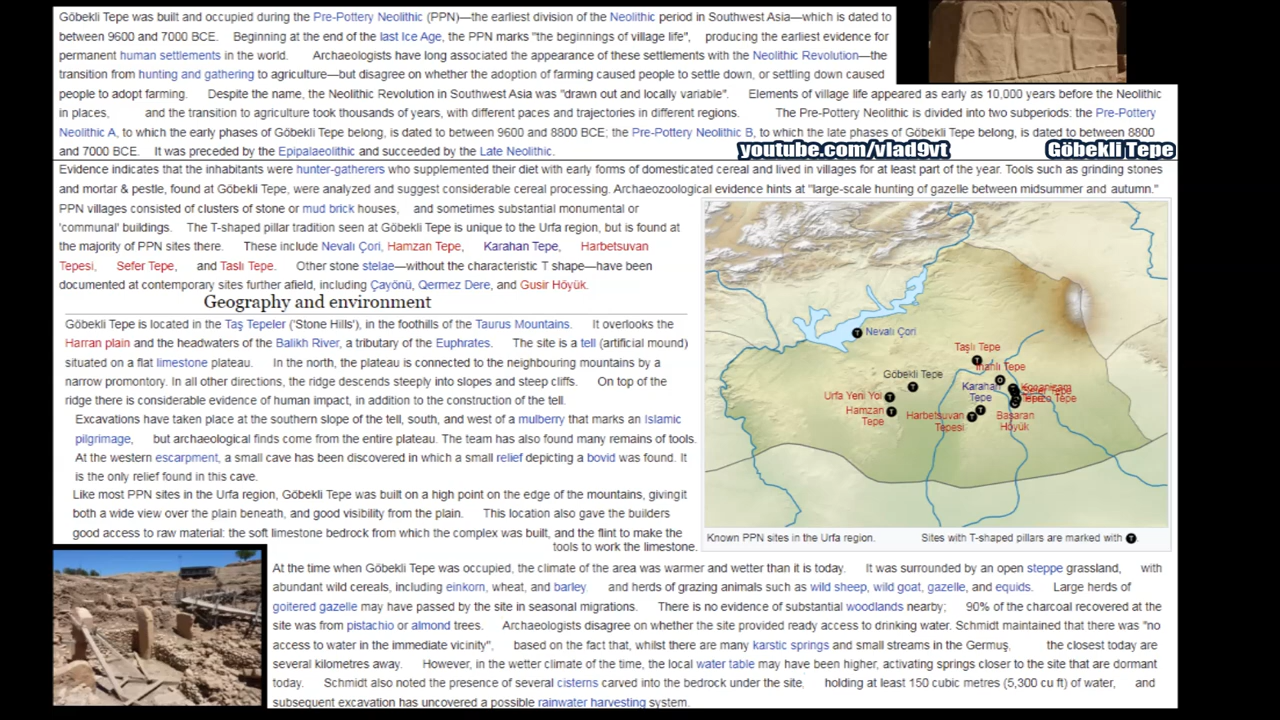 Göbekli Tepe was built and occupied during the Pre-Pottery Neolithic (PPN)—the earliest division of the Neolithic period in Southwest Asia—which is dated to
between 9600 and 7000 BCE. Beginning at the end of the last Ice Age, the PPN marks "the beginnings of village life", producing the earliest evidence for
permanent human settlements in the world. Archaeologists have long associated the appearance of these settlements with the Neolithic Revolution—the
transition from hunting and gathering to agriculture—but disagree on whether the adoption of farming caused people to settle down, or settling down caused
people to adopt farming. Despite the name, the Neolithic Revolution in Southwest Asia was "drawn out and locally variable". Elements of village life appeared as early as 10,000 years before the Neolithic
in places, and the transition to agriculture took thousands of years, with different paces and trajectories in different regions. The Pre-Pottery Neolithic is divided into two subperiods: the Pre-Pottery
Neolithic A, to which the early phases of Göbekli Tepe belong, is dated to between 9600 and 8800 BCE; the Pre-Pottery Neolithic B, to which the late phases of Göbekli Tepe belong, is dated to between 8800
and 7000 BCE. It was preceded by the Epipalaeolithic and succeeded by the Late Neolithic.
youtube.com/vlad9vt
Göbekli Tepe
Evidence indicates that the inhabitants were hunter-gatherers who supplemented their diet with early forms of domesticated cereal and lived in villages for at least part of the year. Tools such as grinding stones
and mortar & pestle, found at Göbekli Tepe, were analyzed and suggest considerable cereal processing. Archaeozoological evidence hints at "large-scale hunting of gazelle between midsummer and autumn."
PPN villages consisted of clusters of stone or mud brick houses, and sometimes substantial monumental or
'communal' buildings. The T-shaped pillar tradition seen at Göbekli Tepe is unique to the Urfa region, but is found at
the majority of PPN sites there. These include Nevalı Çori, Hamzan Tepe, Karahan Tepe, Harbetsuvan
Tepesi, Sefer Tepe, and Taslı Tepe. Other stone stelae—without the characteristic T shape—have been
documented at contemporary sites further afield, including Çayönü, Qermez Dere, and Gusir Höyük.
Geography and environment
Göbekli Tepe is located in the Taş Tepeler ('Stone Hills'), in the foothills of the Taurus Mountains. It overlooks the
Harran plain and the headwaters of the Balikh River, a tributary of the Euphrates. The site is a tell (artificial mound)
situated on a flat limestone plateau. To the north, the plateau is connected to the neighbouring mountains by a
narrow promontory. In all other directions, the ridge descends steeply into slopes and steep cliffs. On top of the
ridge there is considerable evidence of human impact, in addition to the construction of the tell.
Excavations have taken place at the southern slope of the tell, south, and west of a mulberry that marks an Islamic
pilgrimage, but archaeological finds come from the entire plateau. The team has also found many remains of tools.
At the western escarpment, a small cave has been discovered in which a small relief depicting a bovid was found. It
is the only relief found in this cave.
Like most PPN sites in the Urfa region, Göbekli Tepe was built on a high point on the edge of the mountains, givingit
both a wide view over the plain beneath, and good visibility from the plain. This location also gave the builders
good access to raw material: the soft limestone bedrock from which the complex was built, and the flint to make the
tools to work the limestone.
Nevalı Çori
Taşlı Tepe
Göbekli Tepe
Karahan
Tepe
Urfa Yeni Yol
Hamzan
Tepe
Harbetsuvan
Tepesi
Başaran
Höyük
Known PPN sites in the Urfa region. Sites with T-shaped pillars are marked with T.
At the time when Göbekli Tepe was occupied, the climate of the area was warmer and wetter than it is today. It was surrounded by an open steppe grassland, with
abundant wild cereals, including einkorn, wheat, and barley and herds of grazing animals such as wild sheep, wild goat, gazelle, and equids. Large herds of
goitered gazelle may have passed by the site in seasonal migrations. There is no evidence of substantial woodlands nearby; 90% of the charcoal recovered at the
site was from pistachio or almond trees. Archaeologists disagree on whether the site provided ready access to drinking water. Schmidt maintained that there was "no
access to water in the immediate vicinity", based on the fact that, whilst there are many karstic springs and small streams in the Germuş, the closest today are
several kilometres away. However, in the wetter climate of the time, the local water table may have been higher, activating springs closer to the site that are dormant
today. Schmidt also noted the presence of several cisterns carved into the bedrock under the site, holding at least 150 cubic metres (5,300 cu ft) of water, and
subsequent excavation has uncovered a possible rainwater harvesting system.